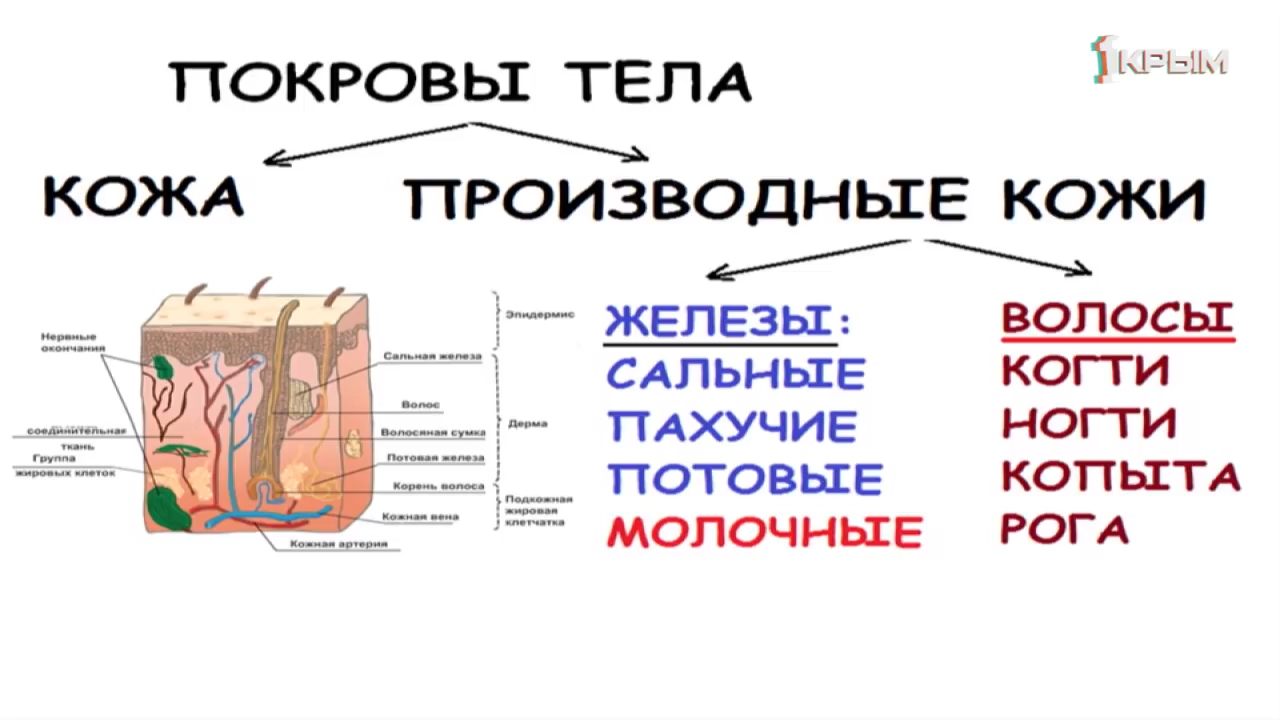 1КРЫМ
ПОКРОВЫ ТЕЛА
КОЖА
ПРОИЗВОДНЫЕ КОЖИ
Нервные
окончания
соединительная
ткань
Группа
жировых клеток
Сальная железа
Волос
Волосяная сумка
Потовая железа
Корень волоса
Кожная вена
Кожная артерия
Эпидермис
Дерма
Подкожная
жировая
клетчатка
ЖЕЛЕЗЫ:
САЛЬНЫЕ
ПАХУЧИЕ
ПОТОВЫЕ
МОЛОЧНЫЕ
ВОЛОСЫ
КОГТИ
НОГТИ
КОПЫТА
РОГА